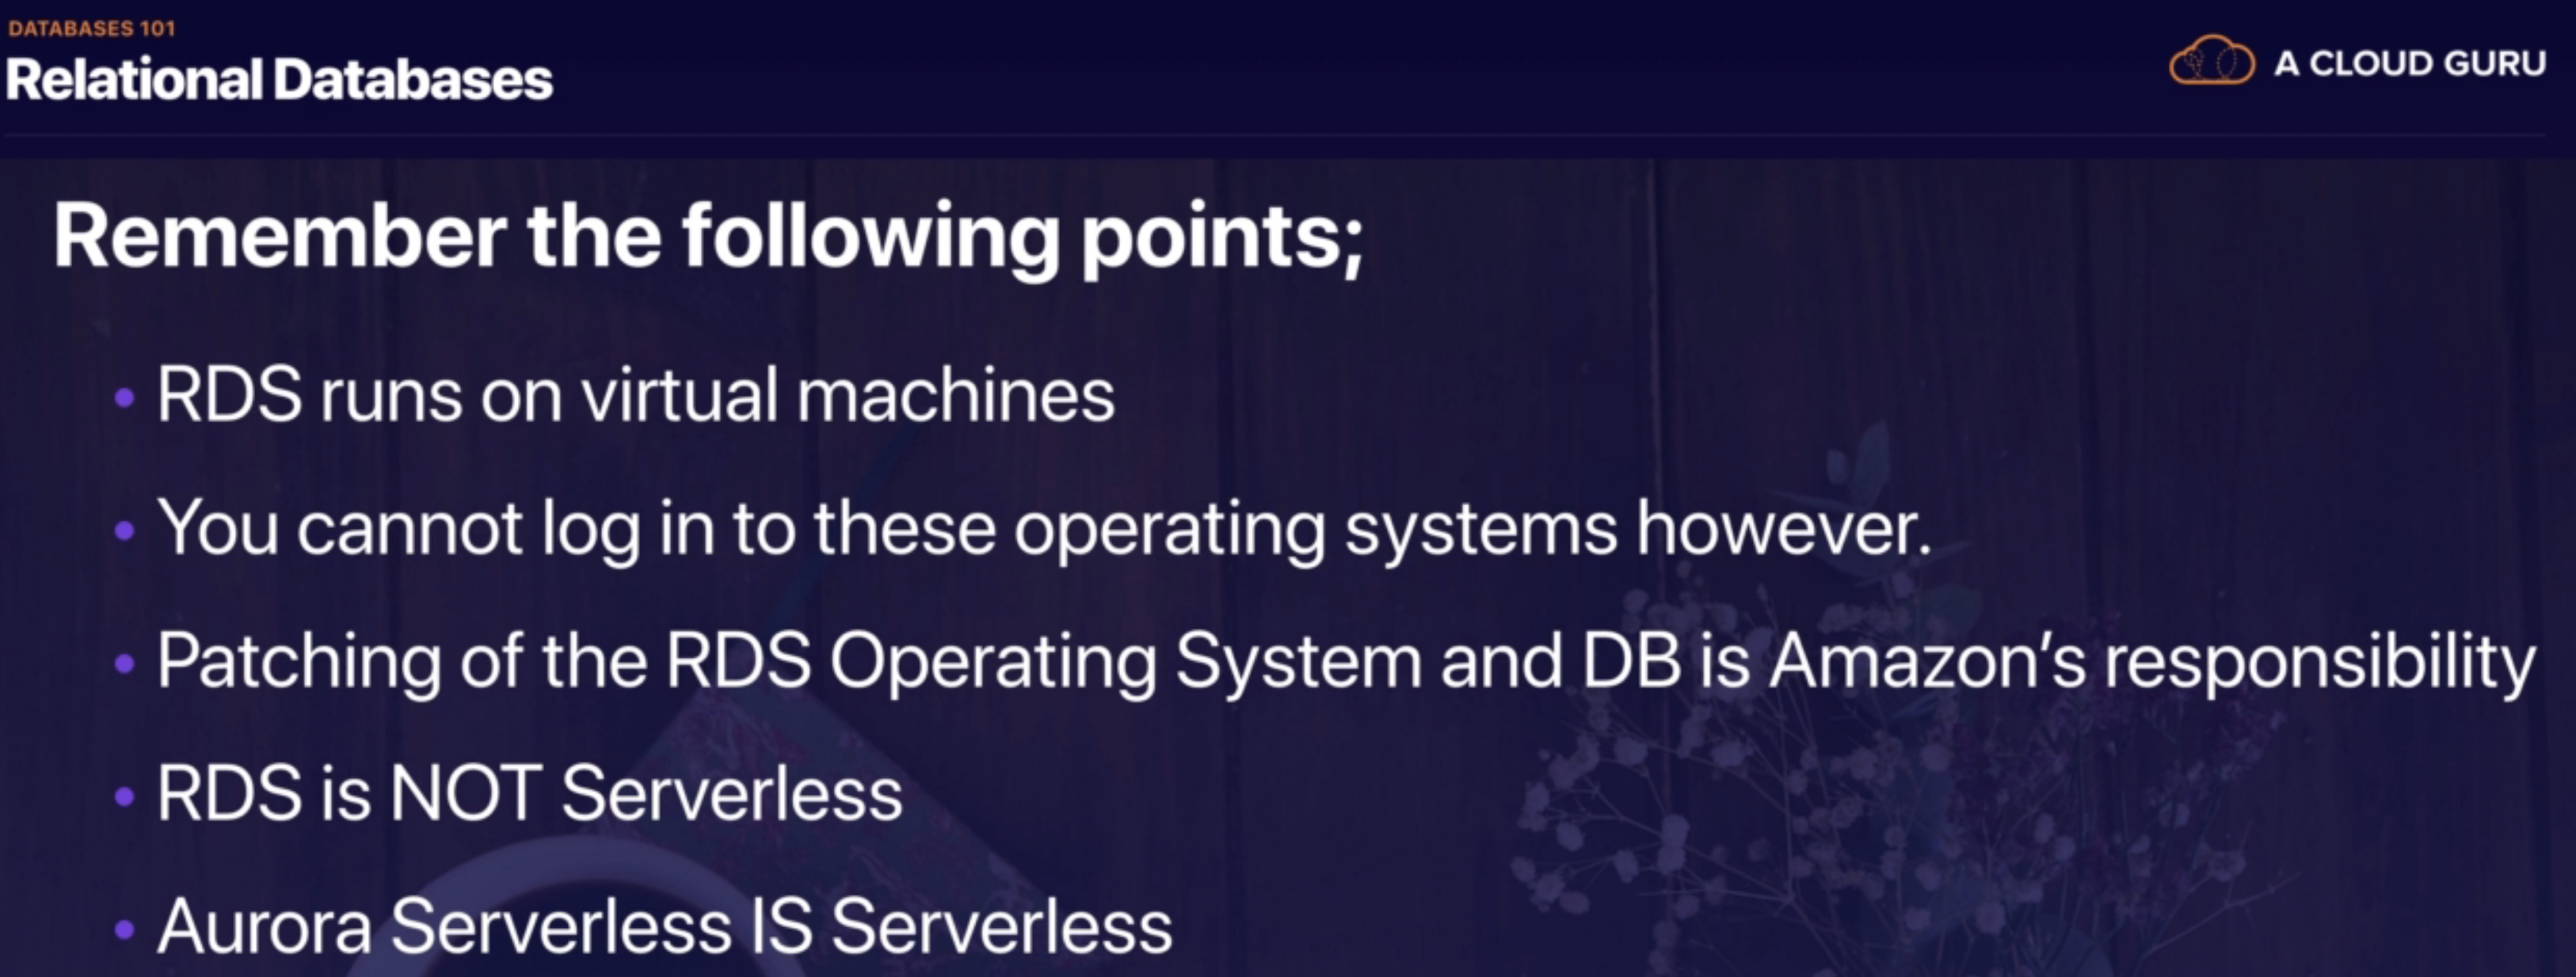 DATABASES 101
Relational Databases
A CLOUD GURU
Remember the following points;
• RDS runs on virtual machines
• You cannot log in to these operating systems however.
• Patching of the RDS Operating System and DB is Amazon’s responsibility
• RDS is NOT Serverless
• Aurora Serverless IS Serverless